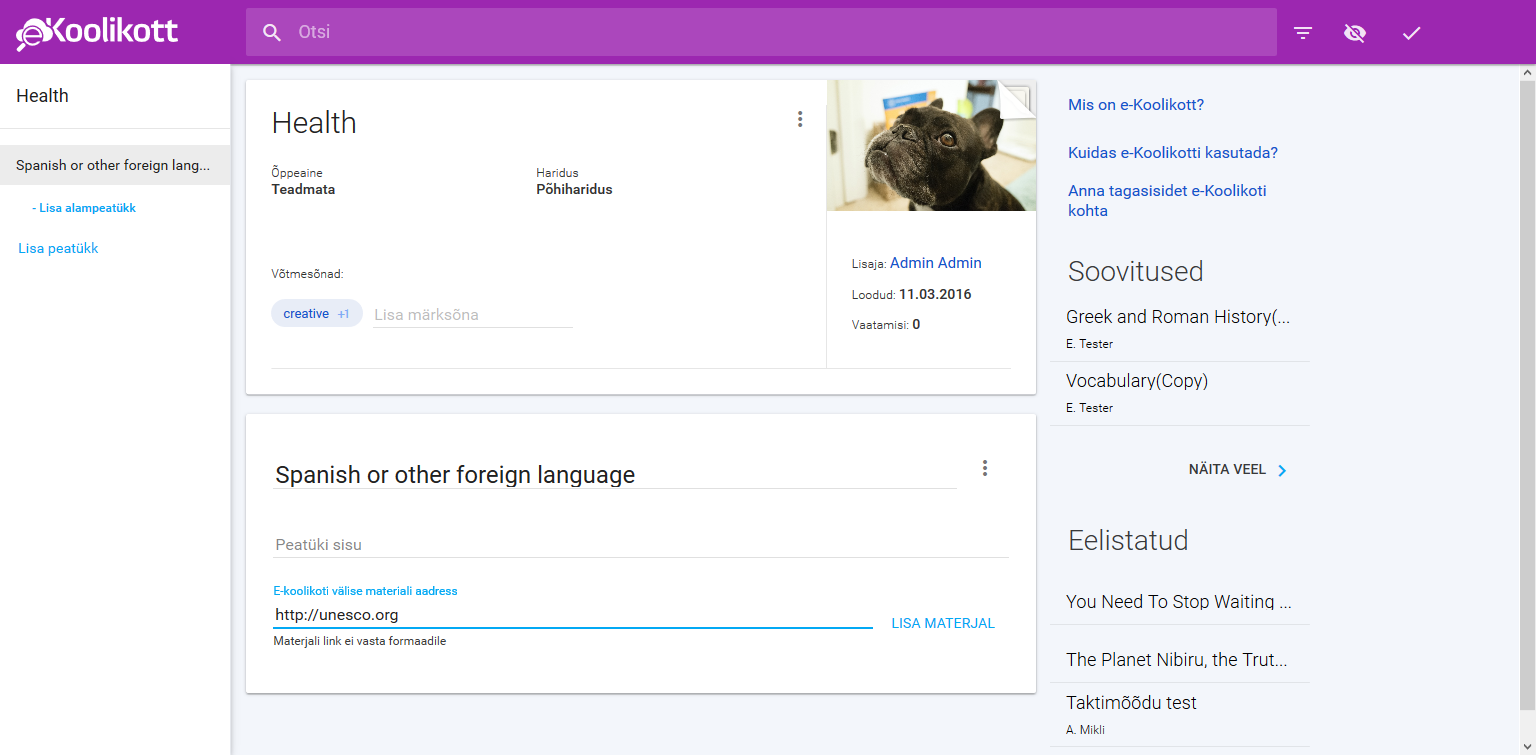 eKoolikott
Otsi
Health
Spanish or other foreign lang...
- Lisa alampeatükk
Lisa peatükk
Health
Õppeaine
Teadmata
Haridus
Põhiharidus
Võtmesõnad:
creative +1
Lisa märksõna
Lisaja: Admin Admin
Loodud: 11.03.2016
Vaatamisi: 0
Spanish or other foreign language
Peatüki sisu
E-koolikoti välise materiali aadress
http://unesco.org
LISA MATERJAL
Materjali link ei vasta formaadile
Mis on e-Koolikott?
Kuidas e-Koolikotti kasutada?
Anna tagasisidet e-Koolikoti
kohta
Soovitused
Greek and Roman History(...
E. Tester
Vocabulary(Copy)
E. Tester
NÄITA VEEL
Eelistatud
You Need To Stop Waiting ...
The Planet Nibiru, the Trut...
Taktimõõdu test
A. Mikli